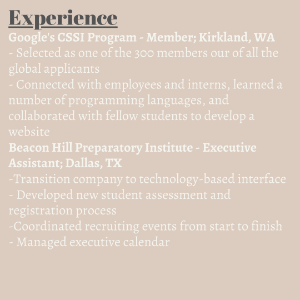 Experience
Google's CSSI Program - Member; Kirkland, WA
- Selected as one of the 300 members our of all the
global applicants
- Connected with employees and interns, learned a
number of programming languages, and
collaborated with fellow students to develop a
website
Beacon Hill Preparatory Institute - Executive
Assistant; Dallas, TX
-Transition company to technology-based interface
- Developed new student assessment and
registration process
-Coordinated recruiting events from start to finish
- Managed executive calendar